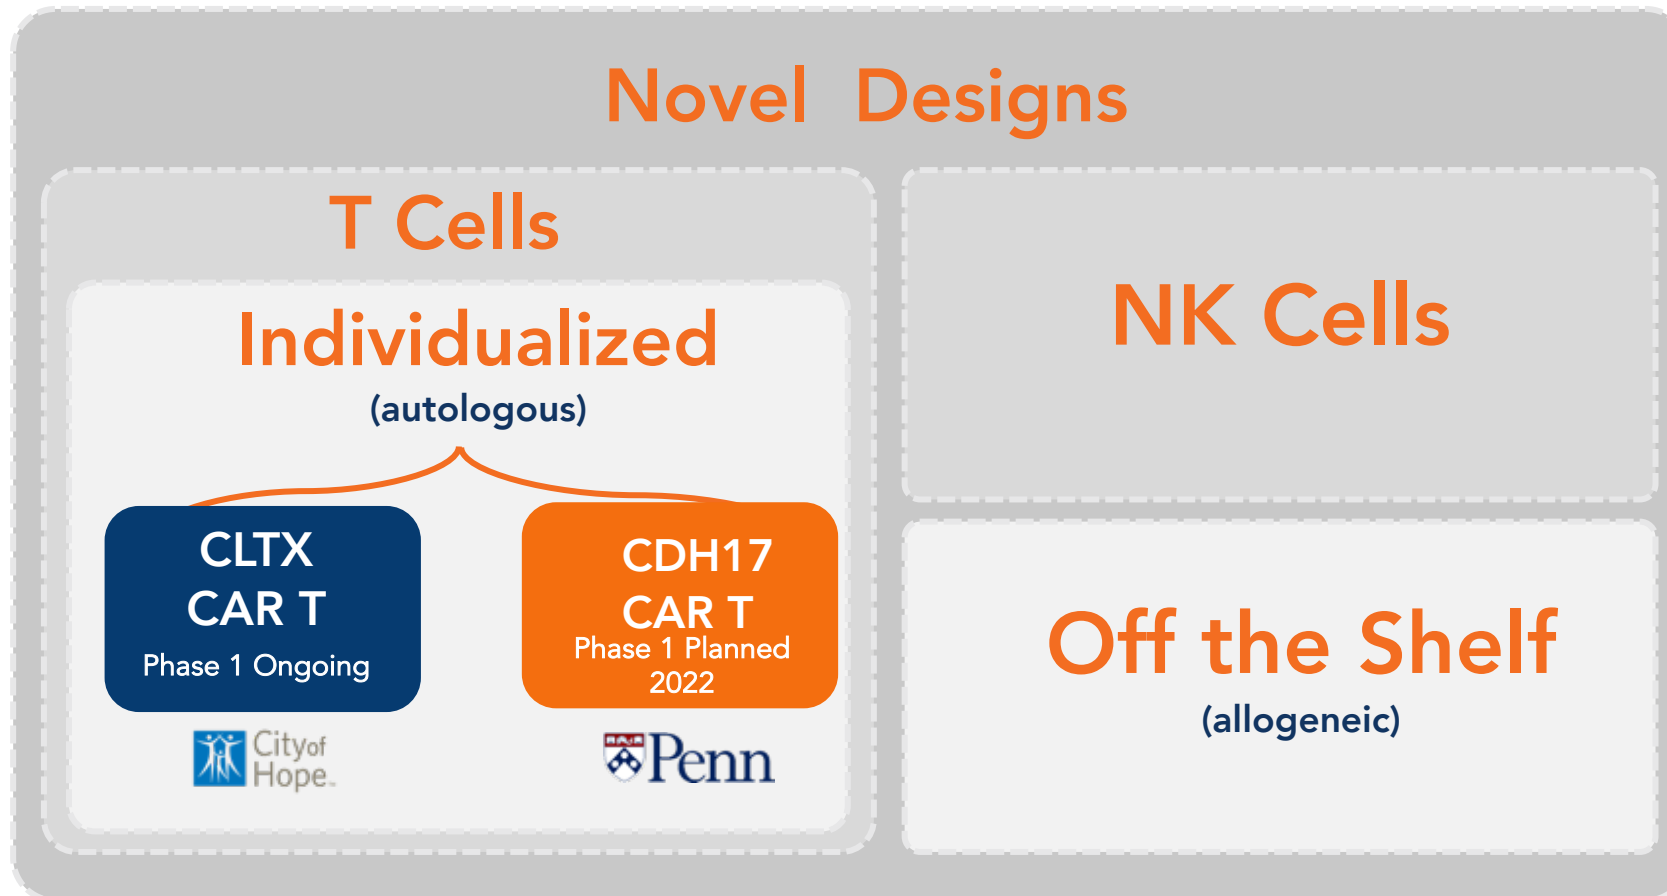 Novel Designs
T Cells
Individualized
(autologous)
CLTX
CAR T
Phase 1 Ongoing
City of
Hope™
CDH17
CAR T
Phase 1 Planned
2022
Penn
NK Cells
Off the Shelf
(allogeneic)